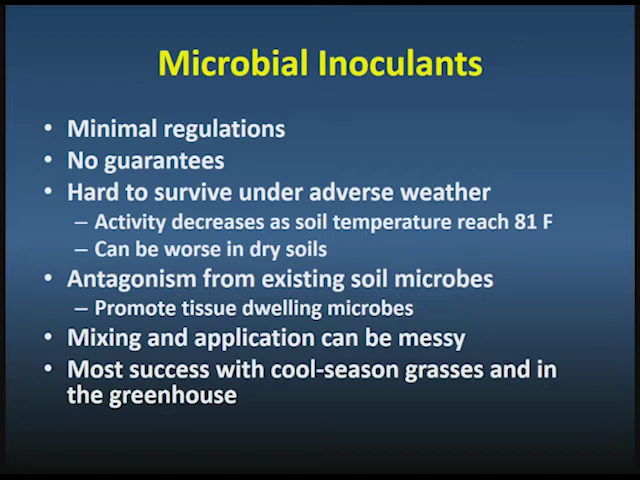 Microbial Inoculants
• Minimal regulations
• No guarantees
• Hard to survive under adverse weather
– Activity decreases as soil temperature reach 81 F
– Can be worse in dry soils
• Antagonism from existing soil microbes
– Promote tissue dwelling microbes
• Mixing and application can be messy
• Most success with cool-season grasses and in
the greenhouse